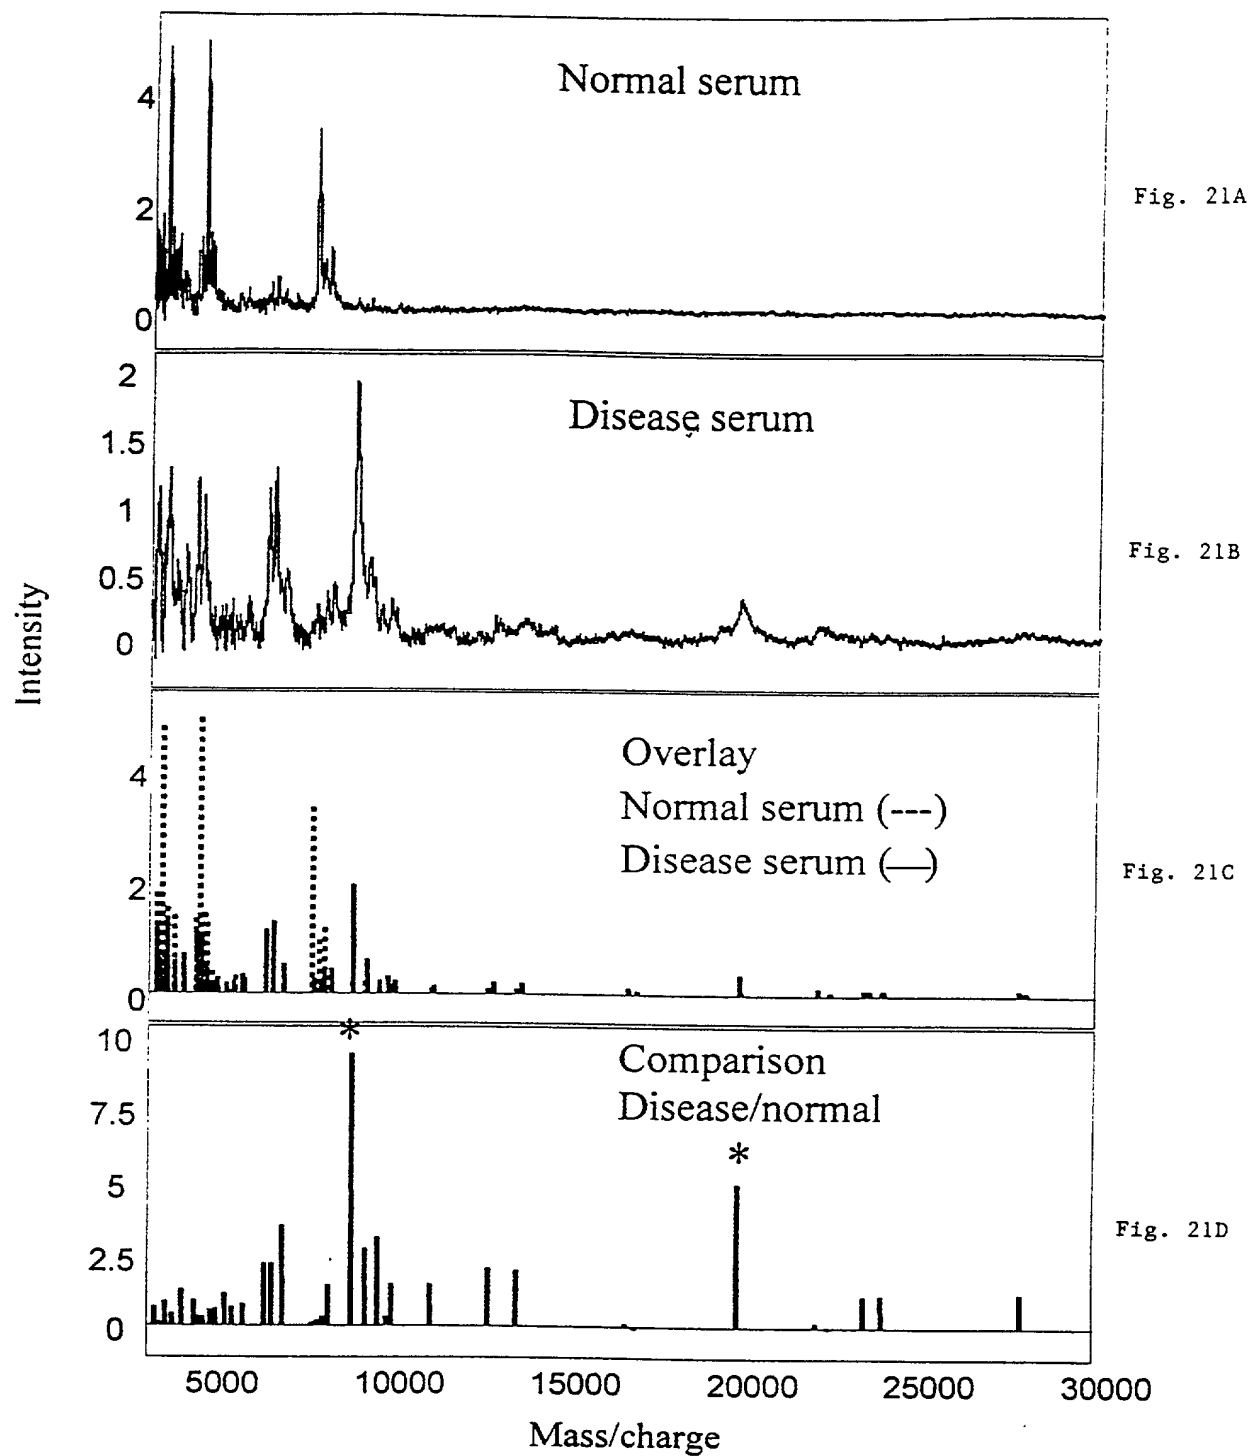 Normal serum
4
2
0
Fig. 21A
Disease serum
2
1.5
1
0.5
0
Fig. 21B
Intensity
Overlay
Normal serum (---)
Disease serum (—)
4
2
0
Fig. 21C
*
Comparison
Disease/normal
*
10
7.5
5
2.5
0
Fig. 21D
5000 10000 15000 20000 25000 30000
Mass/charge